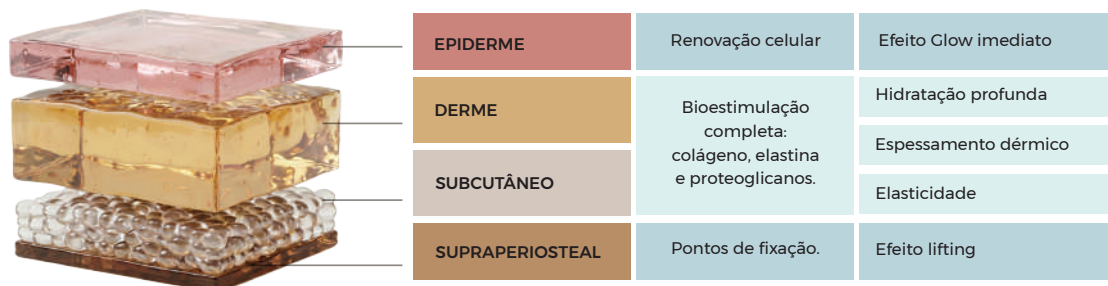 EPIDERME
Renovação celular
Efeito Glow imediato
DERME
SUBCUTÂNEO
Bioestimulação
completa:
colágeno, elastina
e proteoglicanos.
Hidratação profunda
Espessamento dérmico
Elasticidade
SUPRAPERIOSTEAL
Pontos de fixação.
Efeito lifting